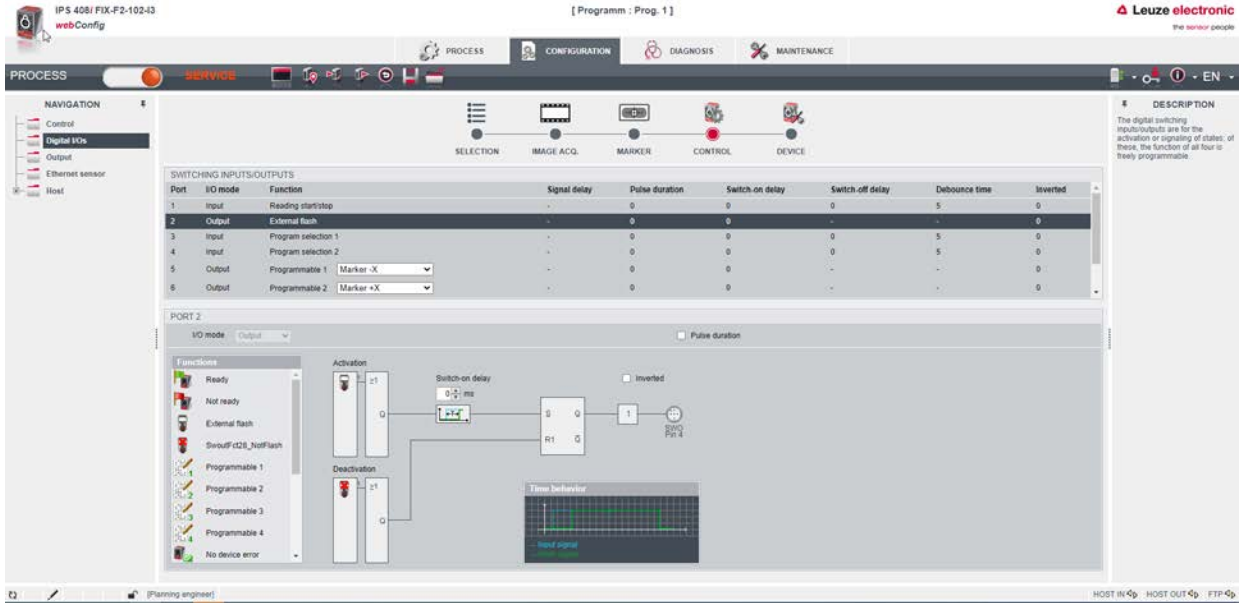 IPS 408i FIX-F2-102-I3
webConfig
[ Programm : Prog. 1 ]
Leuze electronic
the sensor people
PROCESS CONFIGURATION DIAGNOSIS MAINTENANCE
PROCESS SERVICE EN
NAVIGATION
Control
Digital I/Os
Output
Ethernet sensor
Host
SELECTION IMAGE ACQ. MARKER CONTROL DEVICE
DESCRIPTION
The digital switching
inputs/outputs are for the
activation or signaling of states; of
these, the function of all four is
freely programmable.
SWITCHING INPUTS/OUTPUTS
Port I/O mode Function Signal delay Pulse duration Switch-on delay Switch-off delay Debounce time Inverted
1 Input Reading start/stop - 0 0 0 5 0
2 Output External flash - 0 0 - - 0
3 Input Program selection 1 - 0 0 0 5 0
4 Input Program selection 2 - 0 0 0 5 0
5 Output Programmable 1 Marker -X - 0 0 - - 0
6 Output Programmable 2 Marker +X - 0 0 - - 0
PORT 2
I/O mode Output Pulse duration
Functions
Ready
Not ready
External flash
SwoutFct28_NotFlash
Programmable 1
Programmable 2
Programmable 3
Programmable 4
No device error
Activation
≥1
Q
Switch-on delay
0 ms
Inverted
S Q
R1 Q̅
1
SWO
Pin 4
Deactivation
≥1
Q
Time behavior
Input signal
[Planning engineer]
HOST IN HOST OUT FTP